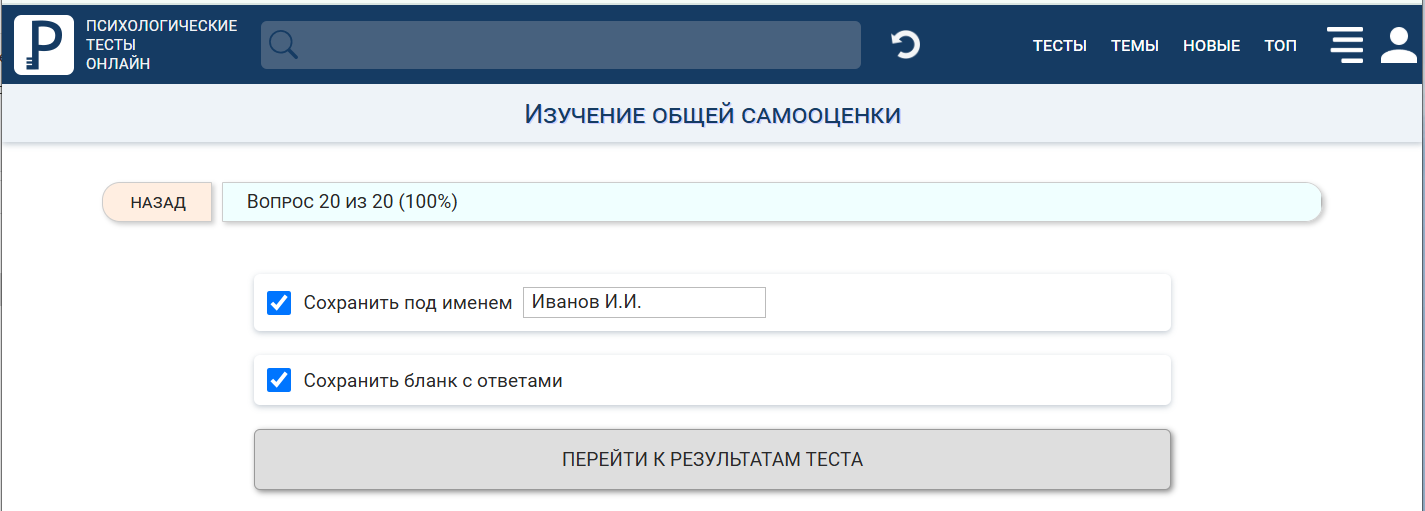 ПСИХОЛОГИЧЕСКИЕ
ТЕСТЫ
ОНЛАЙН
ТЕСТЫ ТЕМЫ НОВЫЕ ТОП
Изучение общей самооценки
НАЗАД
Вопрос 20 из 20 (100%)
Сохранить под именем Иванов И.И.
Сохранить бланк с ответами
ПЕРЕЙТИ К РЕЗУЛЬТАТАМ ТЕСТА